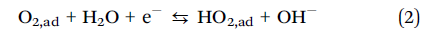 O₂,ad + H₂O + e⁻ ⇆ HO₂,ad + OH⁻ (2)